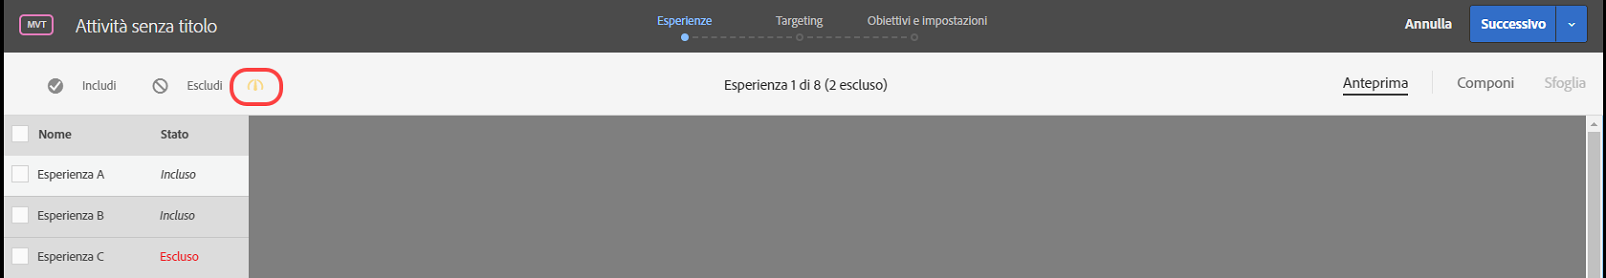 MVT
Attività senza titolo
Esperienze
Targeting
Obiettivi e impostazioni
Annulla
Successivo
Includi
Escludi
Esperienza 1 di 8 (2 escluso)
Anteprima
Componi
Sfoglia
Nome Stato
Esperienza A Incluso
Esperienza B Incluso
Esperienza C Escluso